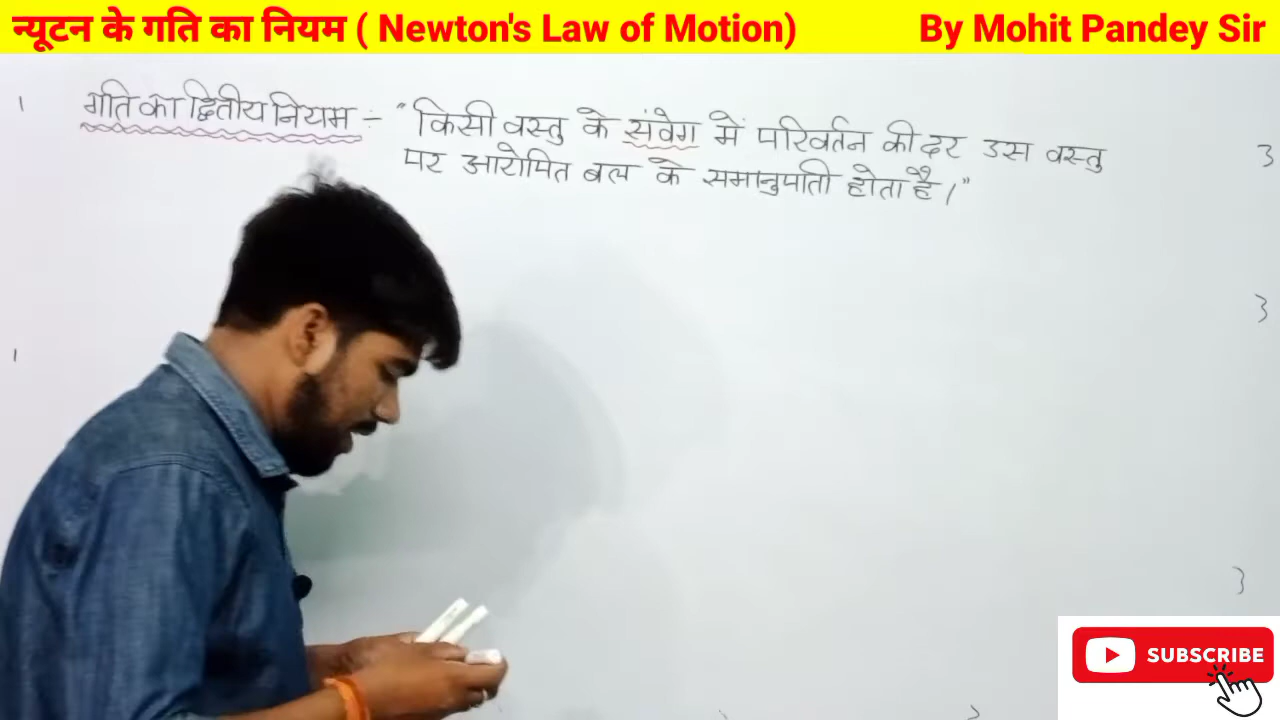 न्यूटन के गति का नियम ( Newton's Law of Motion) By Mohit Pandey Sir
गति का द्वितीय नियम :- “किसी वस्तु के संवेग में परिवर्तन की दर उस वस्तु
पर आरोपित बल के समानुपाती होता है।”
SUBSCRIBE